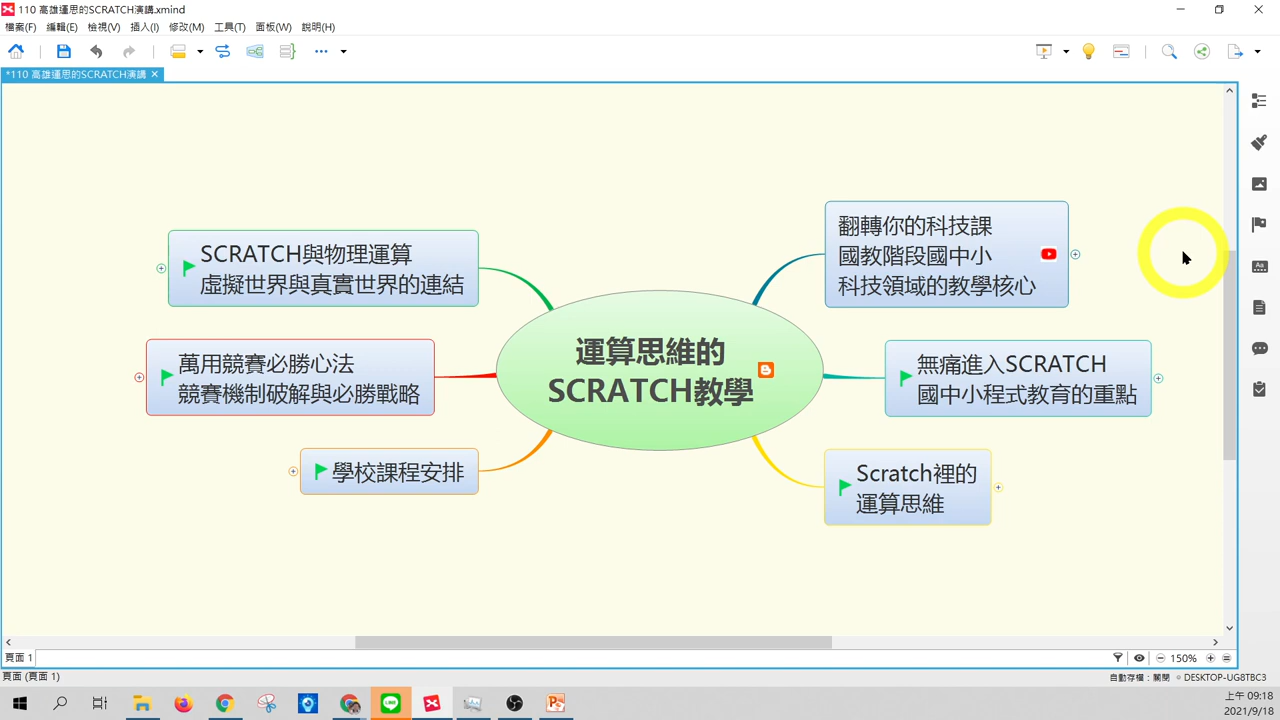 110 高雄邁思的SCRATCH演講.xmind
檔案(F) 編輯(E) 檢視(V) 插入(I) 修改(M) 工具(T) 面板(W) 說明(H)
*110 高雄邁思的SCRATCH演講
SCRATCH與物理運算
虛擬世界與真實世界的連結
萬用競賽必勝心法
競賽機制破解與必勝戰略
學校課程安排
運算思維的
SCRATCH教學
翻轉你的科技課
國教階段國中小
科技領域的教學核心
無痛進入SCRATCH
國中小程式教育的重點
Scratch裡的
運算思維
頁面 1
150%
頁面 (頁面 1)
自動存檔：關閉
DESKTOP-UG8TBC3
上午 09:18
2021/9/18